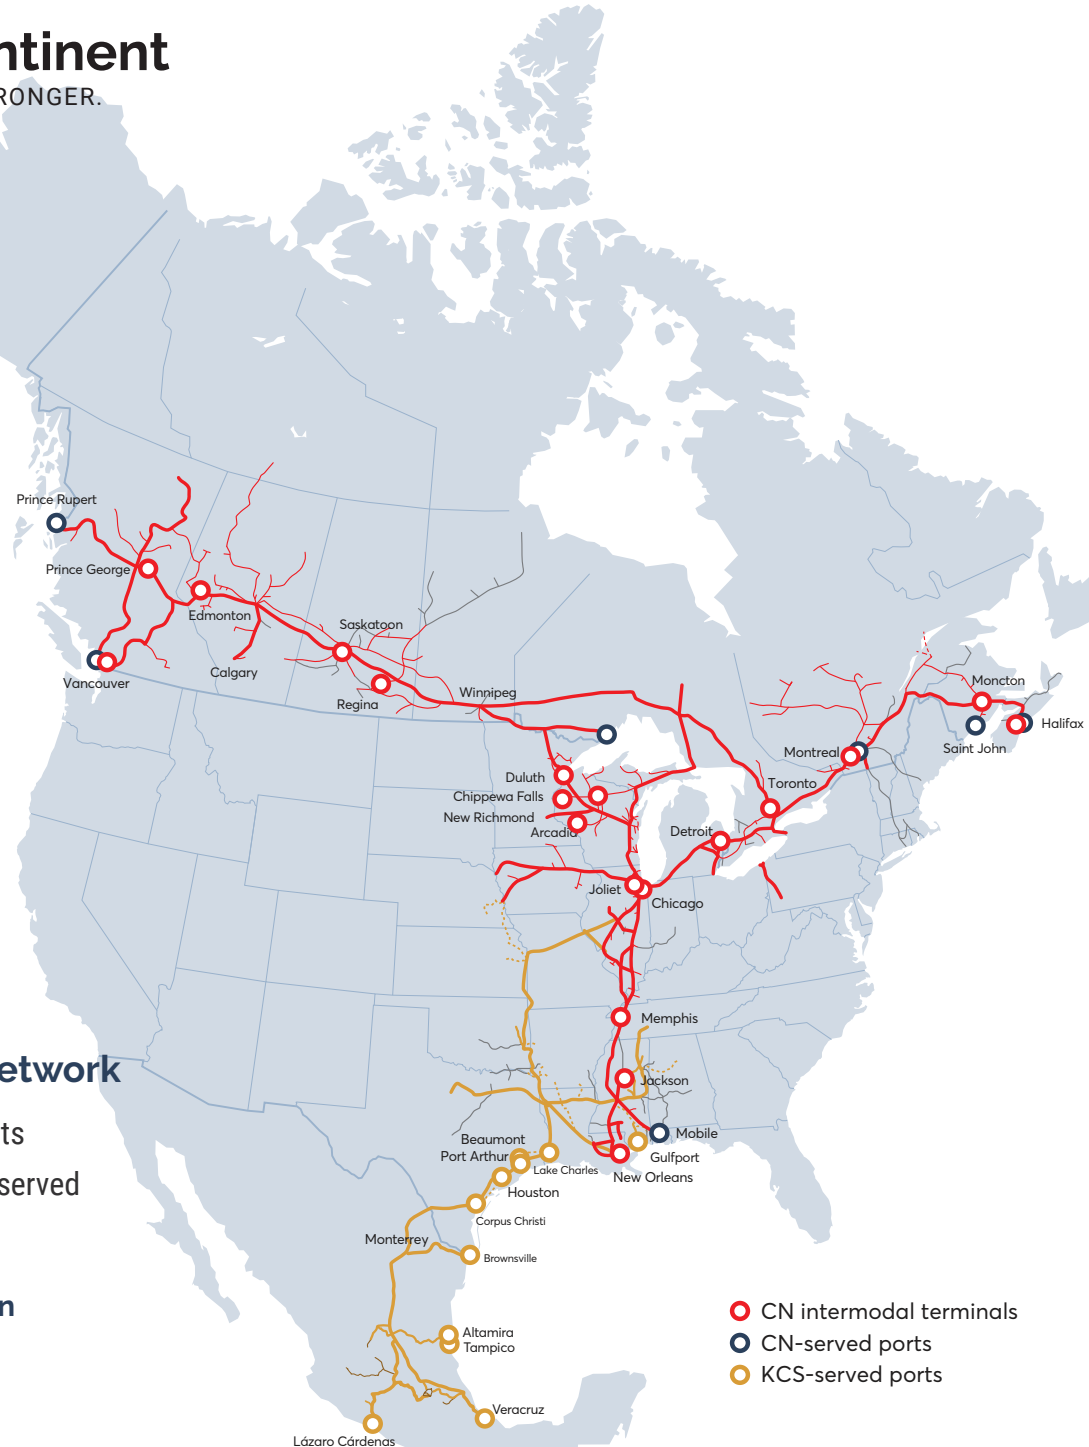 ntinent
RONGER.
Prince Rupert
Prince George
Edmonton
Saskatoon
Calgary
Vancouver
Regina
Winnipeg
Moncton
Halifax
Saint John
Montreal
Toronto
Duluth
Chippewa Falls
New Richmond
Arcadia
Detroit
Joliet
Chicago
Memphis
etwork
Jackson
ts
Mobile
Beaumont
Port Arthur
Gulfport
Lake Charles
New Orleans
served
Houston
Corpus Christi
Monterrey
Brownsville
n
CN intermodal terminals
Altamira
CN-served ports
Tampico
KCS-served ports
Veracruz
Lázaro Cárdenas